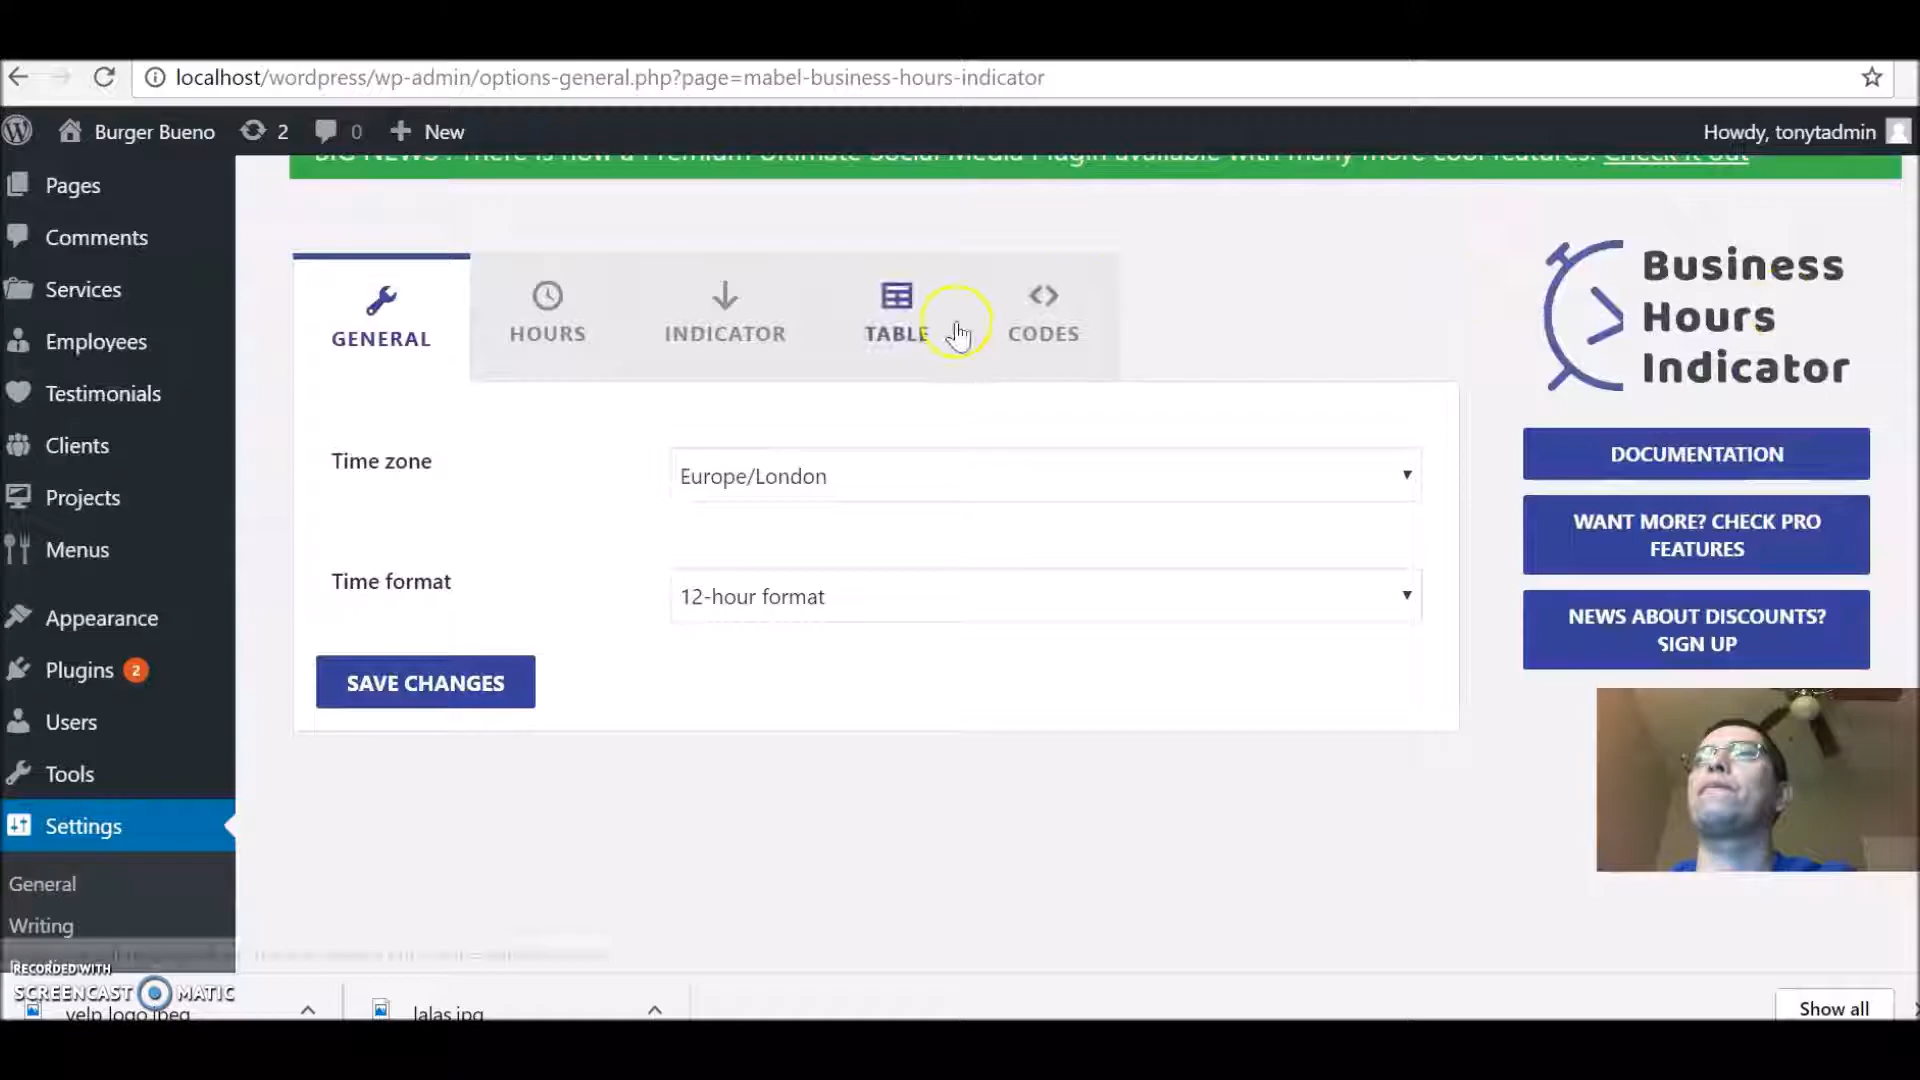 localhost/wordpress/wp-admin/options-general.php?page=mabel-business-hours-indicator
Burger Bueno 2 0 New Howdy, tonytadmin
BIG NEWS : There is now a Premium Ultimate Social Media Plugin available with many more cool features. Check it out
Pages
Comments
Services
Employees
Testimonials
Clients
Projects
Menus
Appearance
Plugins 2
Users
Tools
Settings
General
Writing
GENERAL HOURS INDICATOR TABLE CODES
Time zone Europe/London
Time format 12-hour format
SAVE CHANGES
Business
Hours
Indicator
DOCUMENTATION
WANT MORE? CHECK PRO
FEATURES
NEWS ABOUT DISCOUNTS?
SIGN UP
RECORDED WITH
SCREENCAST MATIC
yelp logo.jpeg lalas.jpg Show all